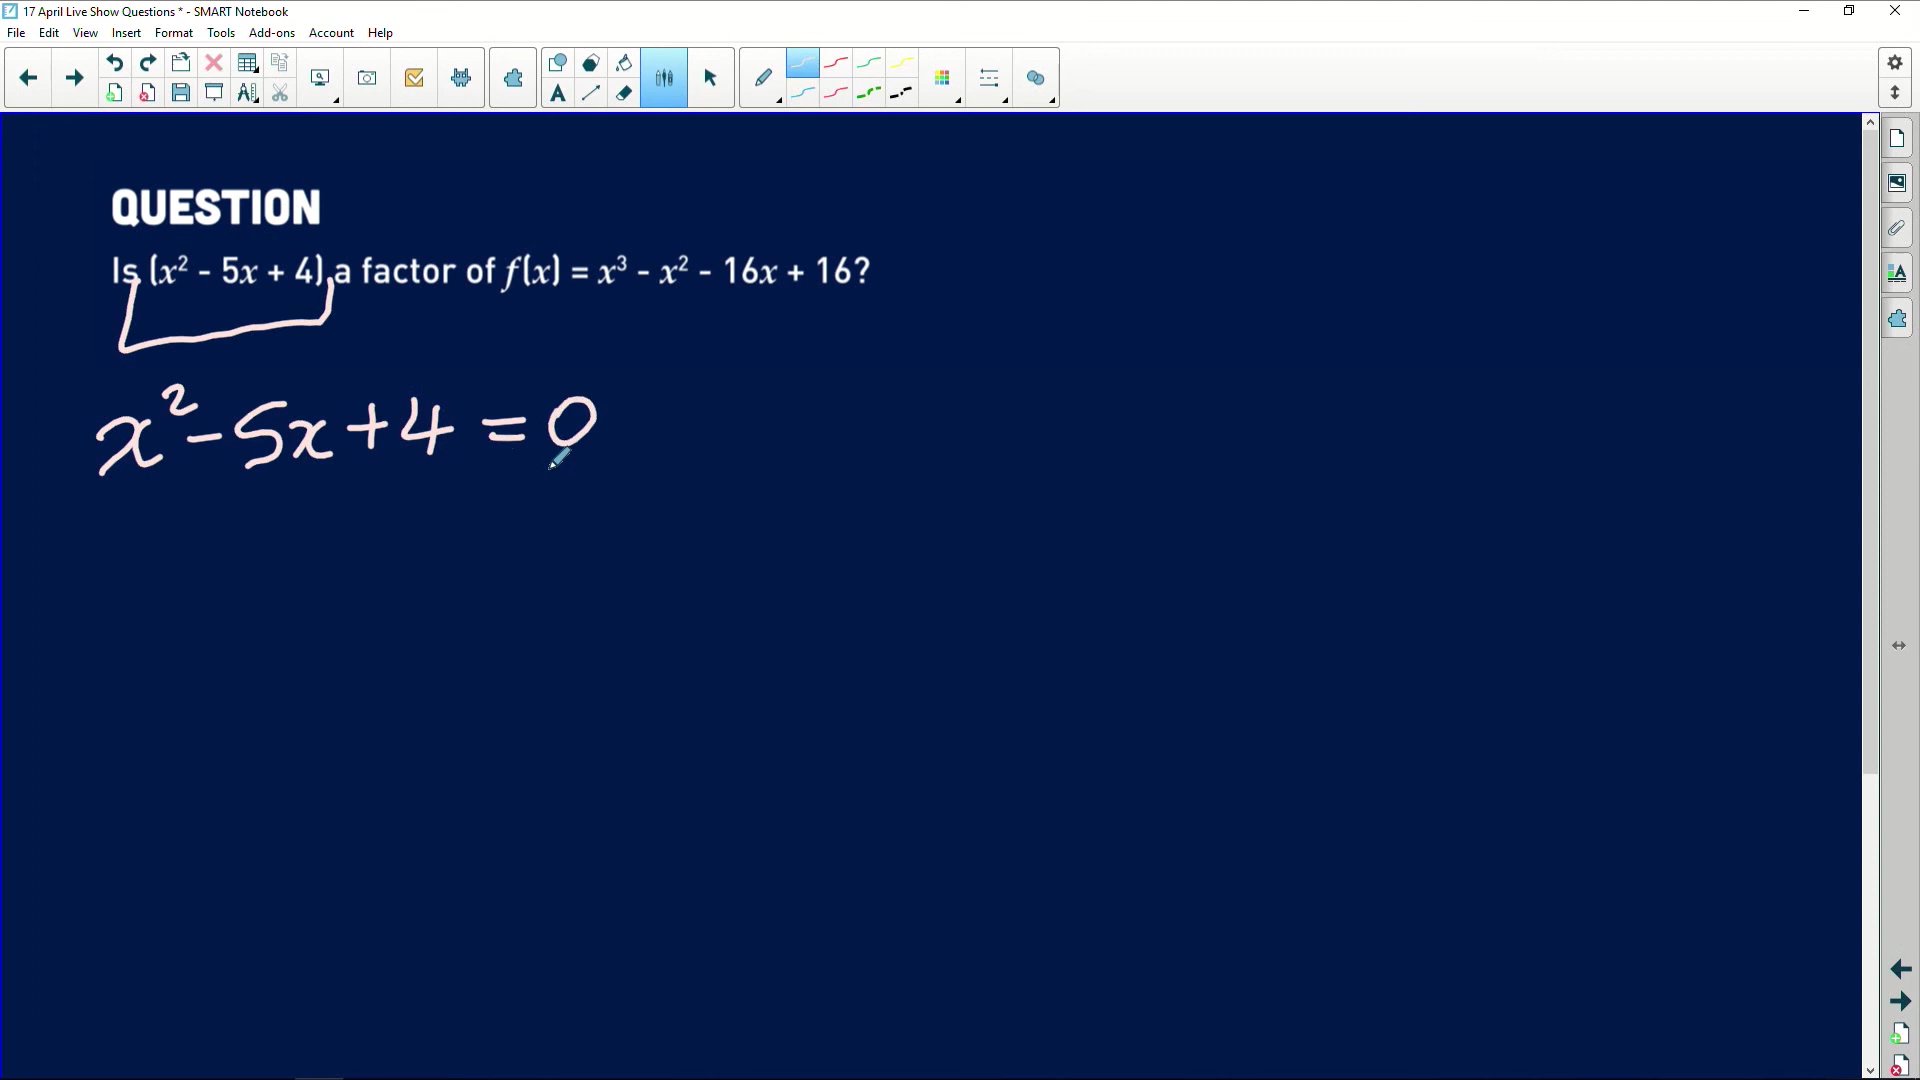 17 April Live Show Questions * - SMART Notebook
File Edit View Insert Format Tools Add-ons Account Help
QUESTION
Is (x² - 5x + 4) a factor of f(x) = x³ - x² - 16x + 16?
x² - 5x + 4 = 0